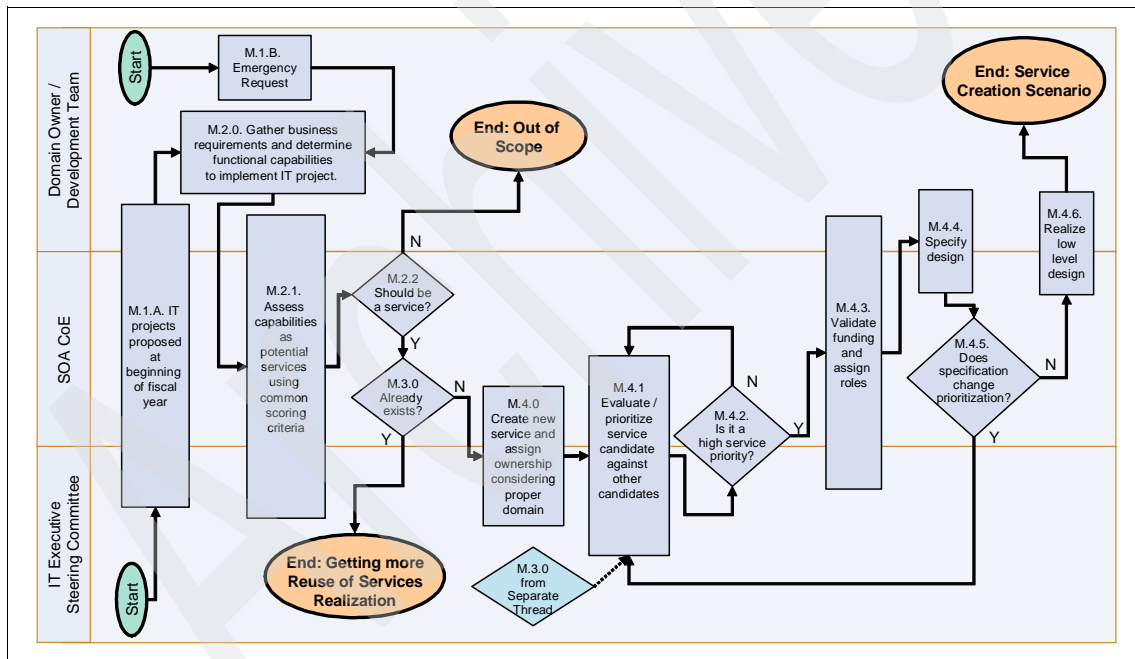 Domain Owner /
Development Team
SOA CoE
IT Executive
Steering Committee
Start
M.1.B.
Emergency
Request
M.2.0. Gather business
requirements and determine
functional capabilities
to implement IT project.
End: Out of
Scope
End: Service
Creation Scenario
M.1.A. IT
projects
proposed at
beginning
of fiscal
year
Start
M.2.1.
Assess
capabilities
as
potential
services
using
common
scoring
criteria
M.2.2
Should be
a service?
N
Y
M.3.0
Already
exists?
N
Y
End: Getting more
Reuse of Services
Realization
M.4.0
Create new
service and
assign
ownership
considering
proper
domain
M.4.1
Evaluate /
prioritize
service
candidate
against
other
candidates
M.3.0
from
Separate
Thread
M.4.2.
Is it a
high service
priority?
N
Y
M.4.3.
Validate
funding
and
assign
roles
M.4.4.
Specify
design
M.4.5.
Does
specification
change
prioritization?
N
Y
M.4.6.
Realize
low
level
design
Archive